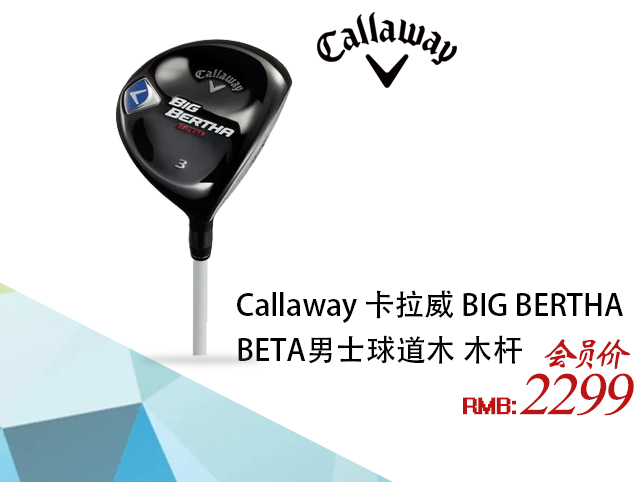 Callaway
Callaway
BIG
BERTHA
BETA
3
Callaway 卡拉威 BIG BERTHA
BETA男士球道木 木杆
会员价
RMB:2299